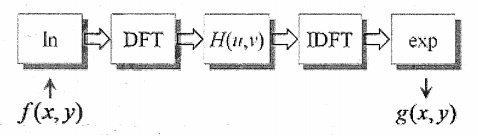 ln DFT H(u,v) IDFT exp
f(x, y) g(x, y)